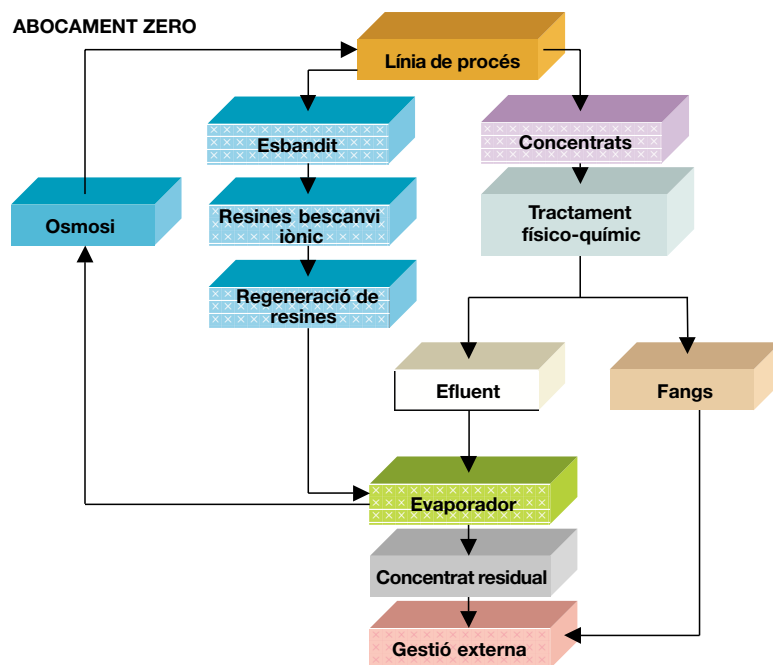 ABOCAMENT ZERO
Línia de procés
Esbandit
Concentrats
Osmosi
Resines bescanvi
iònic
Tractament
físico-químic
Regeneració de
resines
Efluent
Fangs
Evaporador
Concentrat residual
Gestió externa